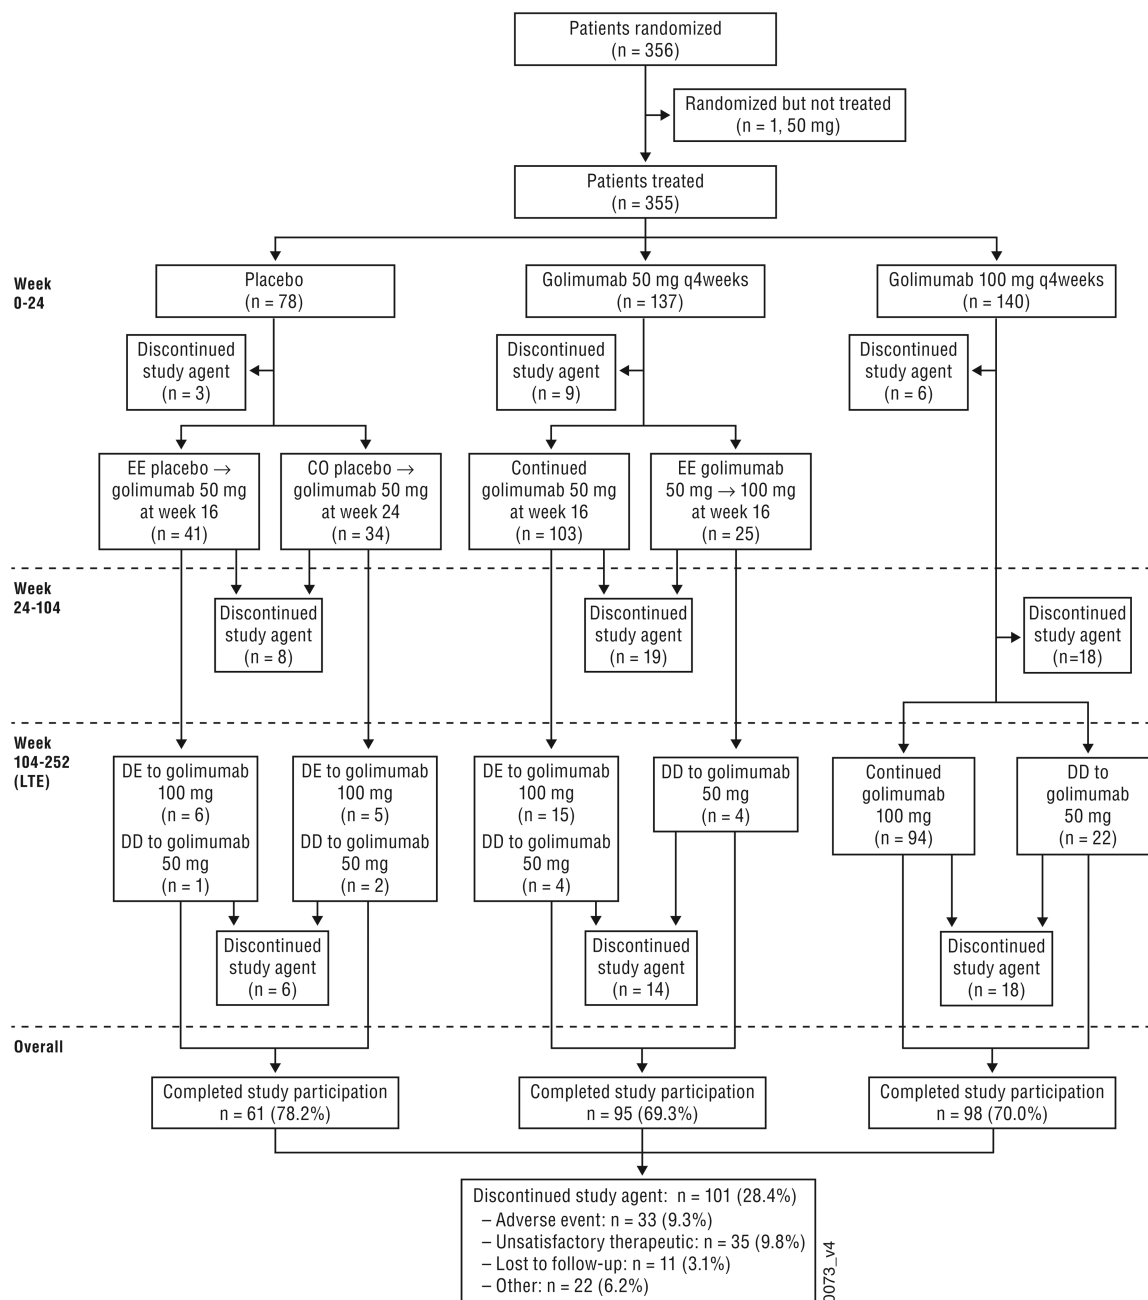 Patients randomized
(n = 356)
Randomized but not treated
(n = 1, 50 mg)
Patients treated
(n = 355)
Week
0-24
Placebo
(n = 78)
Golimumab 50 mg q4weeks
(n = 137)
Golimumab 100 mg q4weeks
(n = 140)
Discontinued
study agent
(n = 3)
Discontinued
study agent
(n = 9)
Discontinued
study agent
(n = 6)
EE placebo →
golimumab 50 mg
at week 16
(n = 41)
CO placebo →
golimumab 50 mg
at week 24
(n = 34)
Continued
golimumab 50 mg
at week 16
(n = 103)
EE golimumab
50 mg → 100 mg
at week 16
(n = 25)
Week
24-104
Discontinued
study agent
(n = 8)
Discontinued
study agent
(n = 19)
Discontinued
study agent
(n=18)
Week
104-252
(LTE)
DE to golimumab
100 mg
(n = 6)
DD to golimumab
50 mg
(n = 1)
DE to golimumab
100 mg
(n = 5)
DD to golimumab
50 mg
(n = 2)
DE to golimumab
100 mg
(n = 15)
DD to golimumab
50 mg
(n = 4)
DD to golimumab
50 mg
(n = 4)
Continued
golimumab
100 mg
(n = 94)
DD to
golimumab
50 mg
(n = 22)
Discontinued
study agent
(n = 6)
Discontinued
study agent
(n = 14)
Discontinued
study agent
(n = 18)
Overall
Completed study participation
n = 61 (78.2%)
Completed study participation
n = 95 (69.3%)
Completed study participation
n = 98 (70.0%)
Discontinued study agent: n = 101 (28.4%)
– Adverse event: n = 33 (9.3%)
– Unsatisfactory therapeutic: n = 35 (9.8%)
– Lost to follow-up: n = 11 (3.1%)
– Other: n = 22 (6.2%)
0073_v4